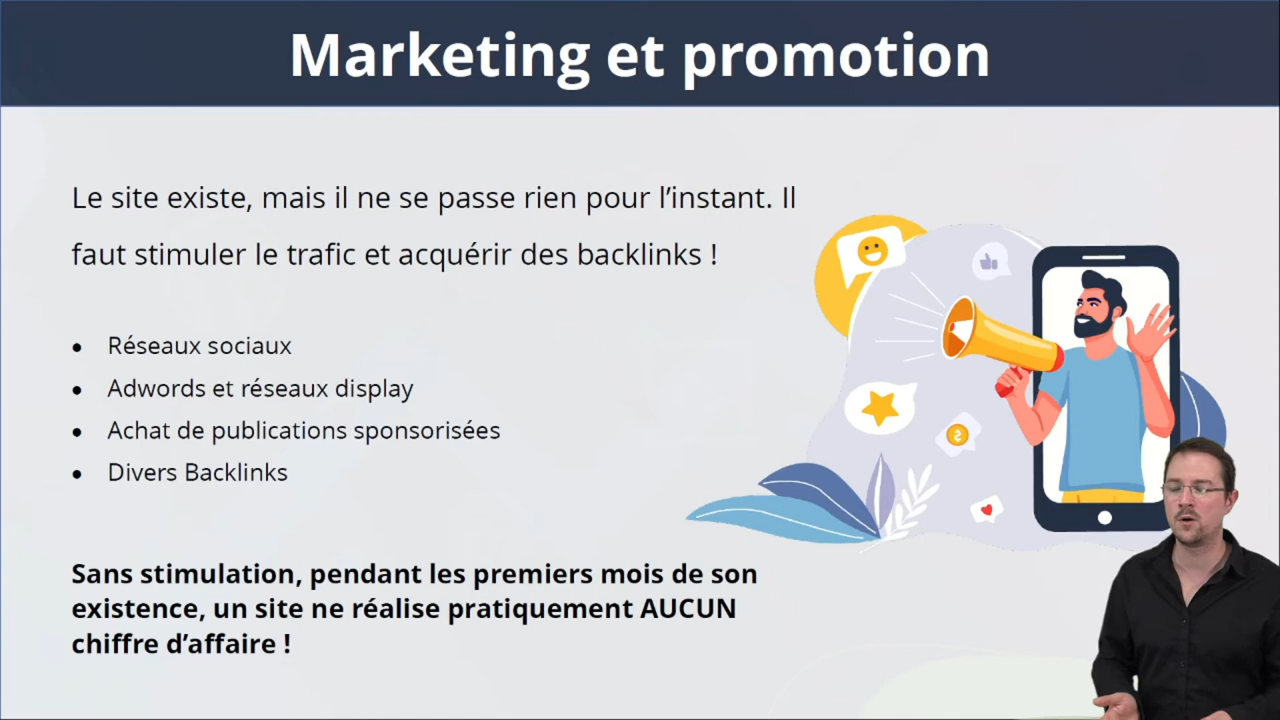 Marketing et promotion
Le site existe, mais il ne se passe rien pour l’instant. Il
faut stimuler le trafic et acquérir des backlinks !
• Réseaux sociaux
• Adwords et réseaux display
• Achat de publications sponsorisées
• Divers Backlinks
Sans stimulation, pendant les premiers mois de son
existence, un site ne réalise pratiquement AUCUN
chiffre d’affaire !